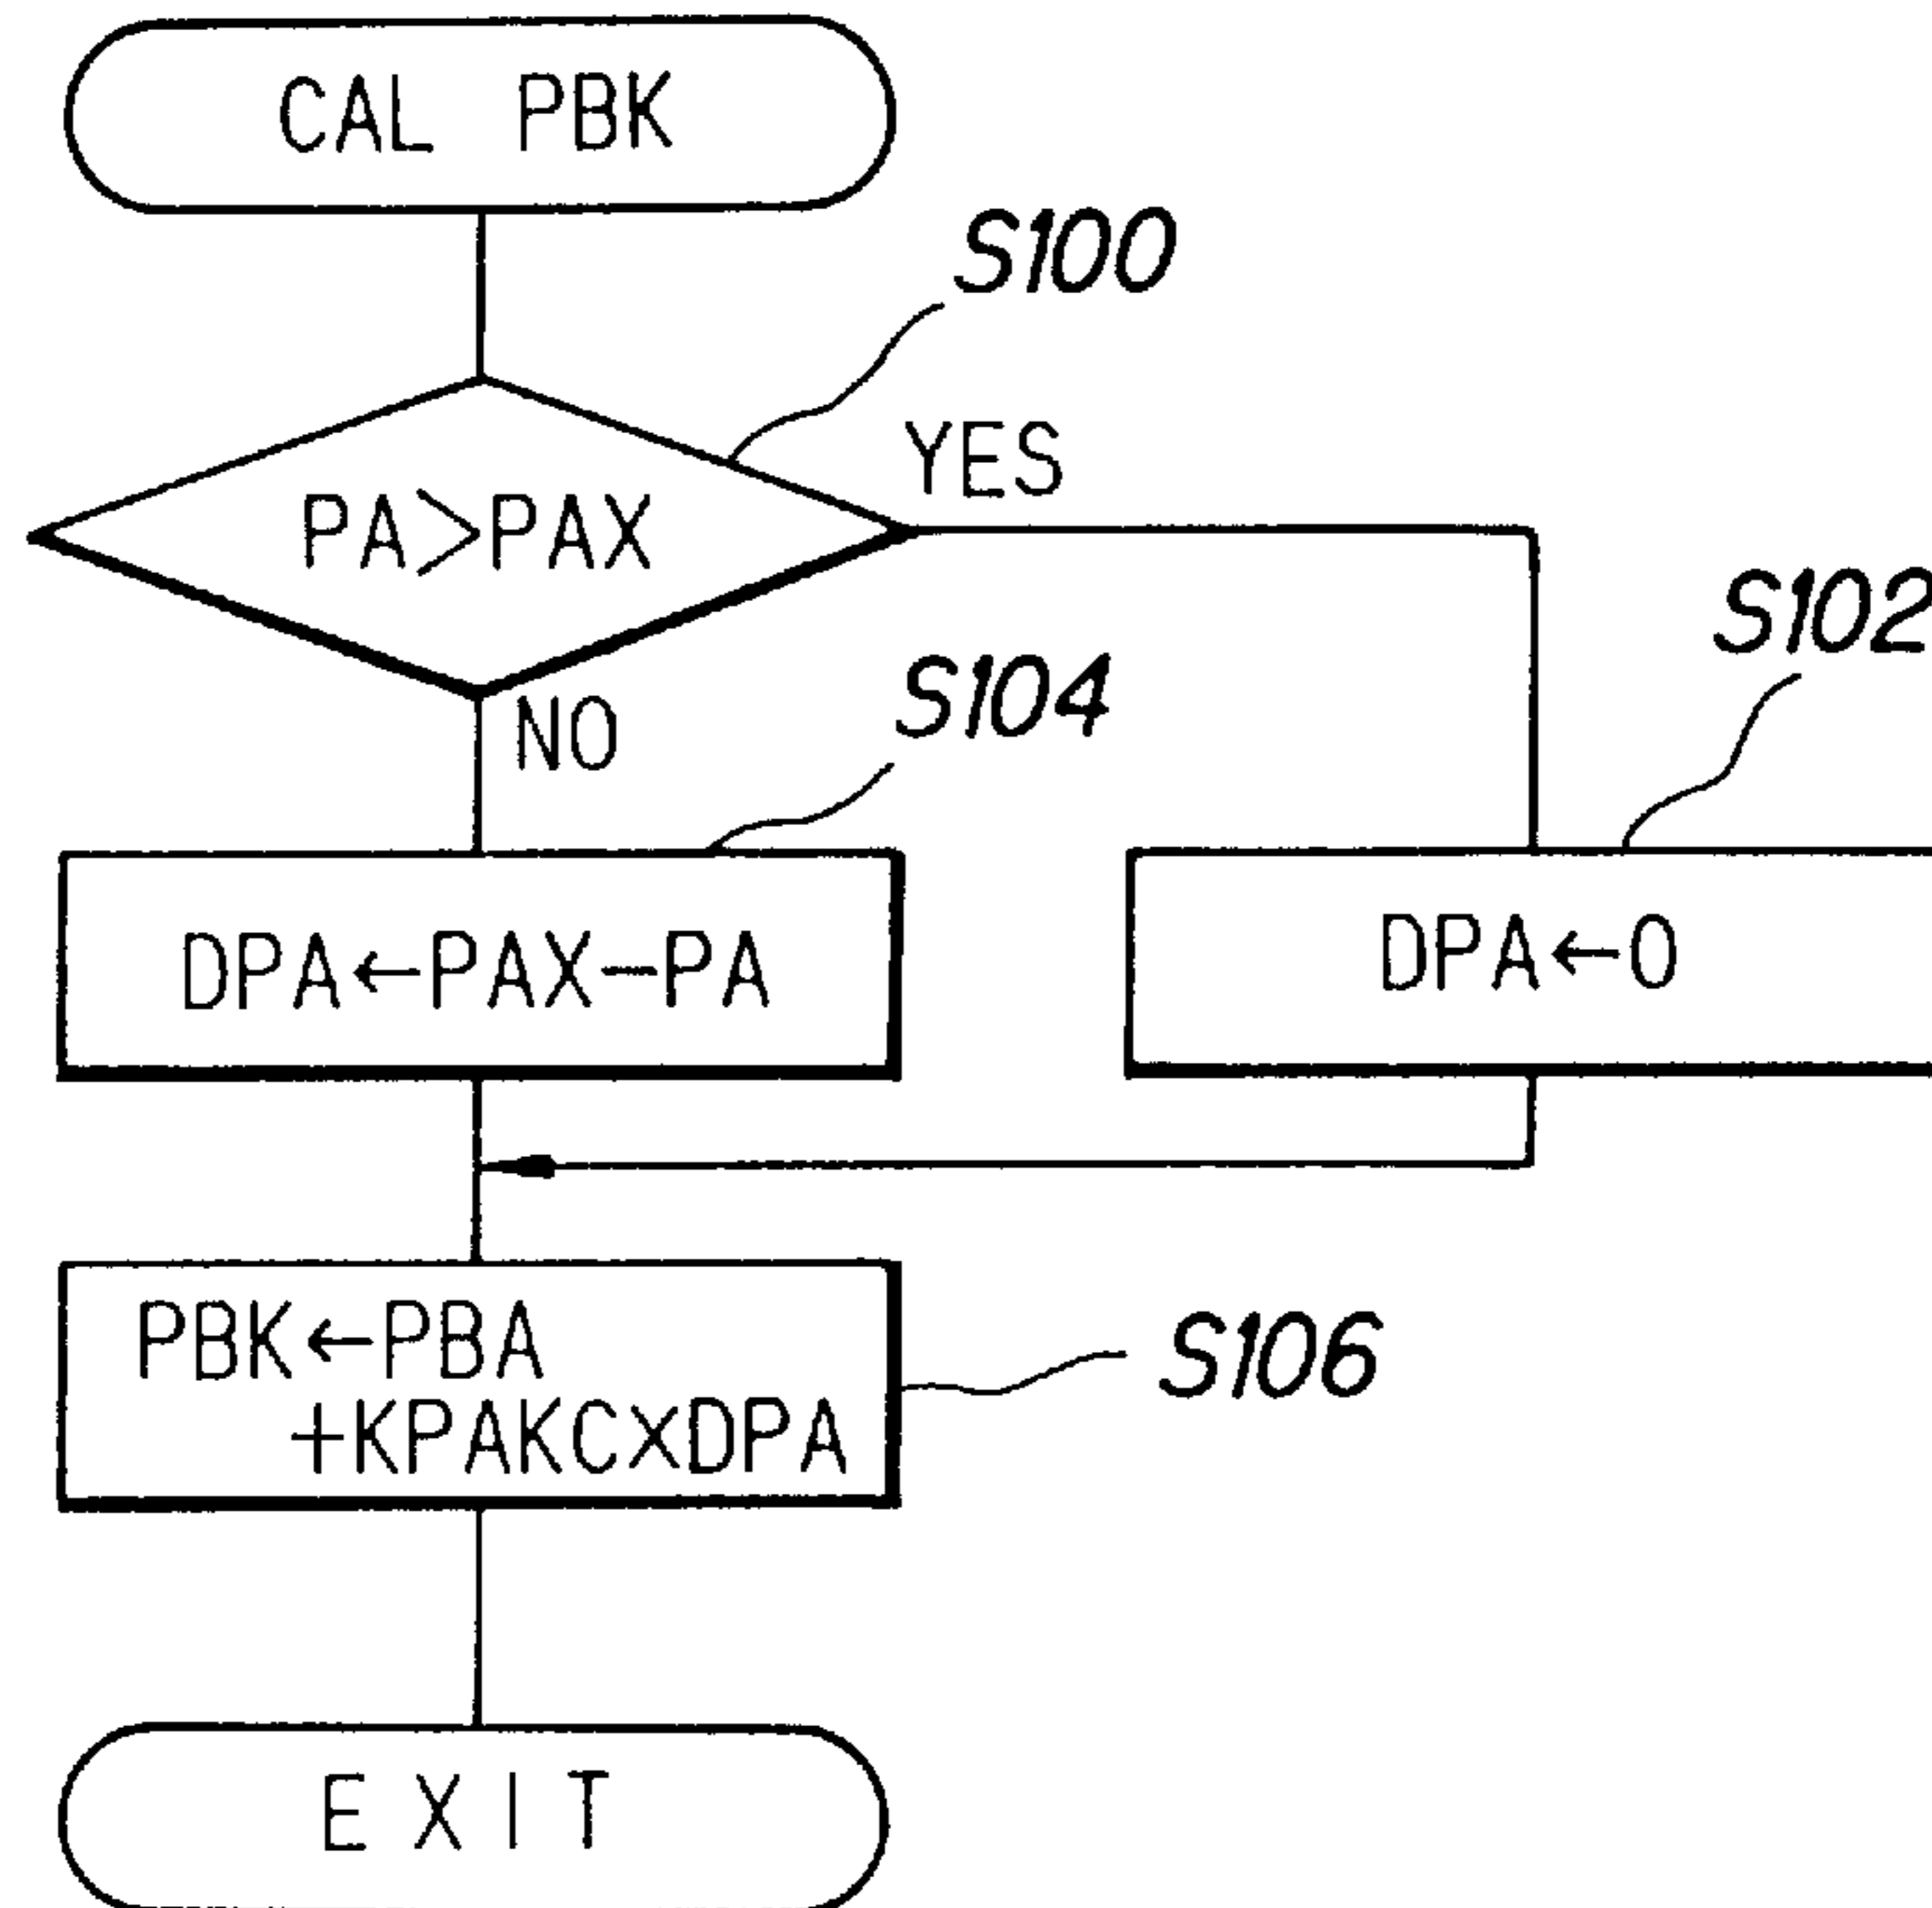 CAL PBK
S100
PA>PAX
YES
S102
NO
S104
DPA←PAX−PA
DPA←0
PBK←PBA
+KPAKC×DPA
S106
EXIT